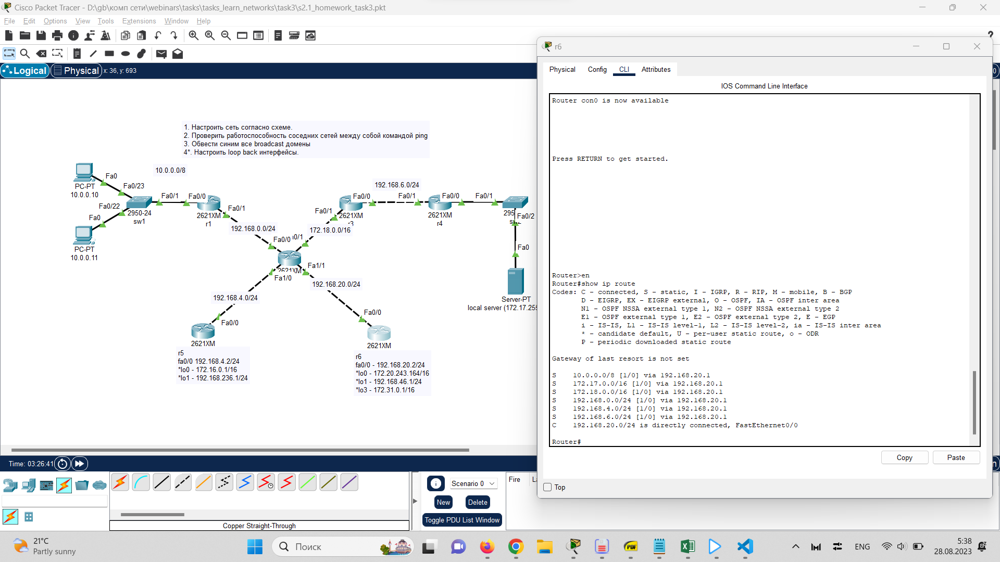 Cisco Packet Tracer - D:\gb\комп сети\webinars\tasks\tasks_learn_networks\task3\s2.1_homework_task3.pkt
File Edit Options View Tools Extensions Window Help
Logical Physical x: 36, y: 693
1. Настроить сеть согласно схеме.
2. Проверить работоспособность соседних сетей между собой командой ping
3. Обвести синим все broadcast домены
4*. Настроить loop back интерфейсы.
10.0.0.0/8
Fa0
PC-PT
10.0.0.10
Fa0/23
Fa0/22
Fa0
2950-24
sw1
PC-PT
10.0.0.11
Fa0/1
Fa0/0
2621XM
r1
Fa0/1
192.168.0.0/24
192.168.6.0/24
Fa0/0
Fa0/1
2621XM
r3
Fa0/1
172.18.0.0/16
Fa0/0
2621XM
r4
Fa0/1
Fa0/2
Fa0
Server-PT
local server (172.17.255
Fa0/0
2621XM
Fa1/1
Fa1/0
192.168.20.0/24
192.168.4.0/24
Fa0/0
2621XM
r5
fa0/0 192.168.4.2/24
*lo0 - 172.16.0.1/16
*lo1 - 192.168.236.1/24
Fa0/0
2621XM
r6
fa0/0 - 192.168.20.2/24
*lo0 - 172.20.243.164/16
*lo1 - 192.168.46.1/24
*lo3 - 172.31.0.1/16
r6
Physical Config CLI Attributes
IOS Command Line Interface
Router con0 is now available
Press RETURN to get started.
Router>en
Router#show ip route
Codes: C - connected, S - static, I - IGRP, R - RIP, M - mobile, B - BGP
D - EIGRP, EX - EIGRP external, O - OSPF, IA - OSPF inter area
N1 - OSPF NSSA external type 1, N2 - OSPF NSSA external type 2
E1 - OSPF external type 1, E2 - OSPF external type 2, E - EGP
i - IS-IS, L1 - IS-IS level-1, L2 - IS-IS level-2, ia - IS-IS inter area
* - candidate default, U - per-user static route, o - ODR
P - periodic downloaded static route
Gateway of last resort is not set
S 10.0.0.0/8 [1/0] via 192.168.20.1
S 172.17.0.0/16 [1/0] via 192.168.20.1
S 172.18.0.0/16 [1/0] via 192.168.20.1
S 192.168.0.0/24 [1/0] via 192.168.20.1
S 192.168.4.0/24 [1/0] via 192.168.20.1
S 192.168.6.0/24 [1/0] via 192.168.20.1
C 192.168.20.0/24 is directly connected, FastEthernet0/0
Router#
Copy Paste
Top
Time: 03:26:41
Scenario 0
New Delete
Toggle PDU List Window
Fire
Copper Straight-Through
21°C
Partly sunny
Поиск
PDF
ENG
5:38
28.08.2023